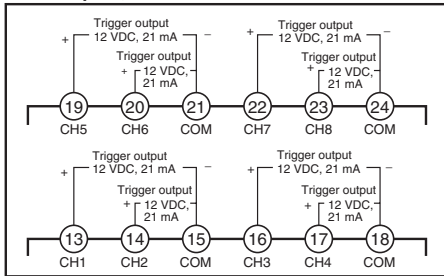 Trigger output
Trigger output
+ 12 VDC, 21 mA −
+ 12 VDC, 21 mA −
Trigger output
Trigger output
+ 12 VDC,
+ 12 VDC,
21 mA
21 mA
19 20 21 22 23 24
CH5 CH6 COM CH7 CH8 COM
Trigger output
Trigger output
+ 12 VDC, 21 mA −
+ 12 VDC, 21 mA −
Trigger output
Trigger output
+ 12 VDC,
+ 12 VDC,
21 mA
21 mA
13 14 15 16 17 18
CH1 CH2 COM CH3 CH4 COM